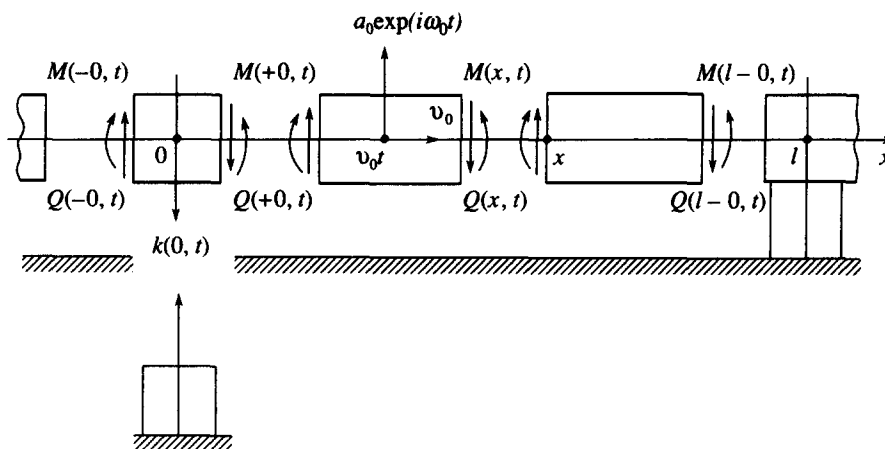 a₀exp(iω₀t)
M(−0, t) M(+0, t) M(x, t) M(l − 0, t)
υ₀
0 υ₀t x l x
Q(−0, t) Q(+0, t) Q(x, t) Q(l − 0, t)
k(0, t)